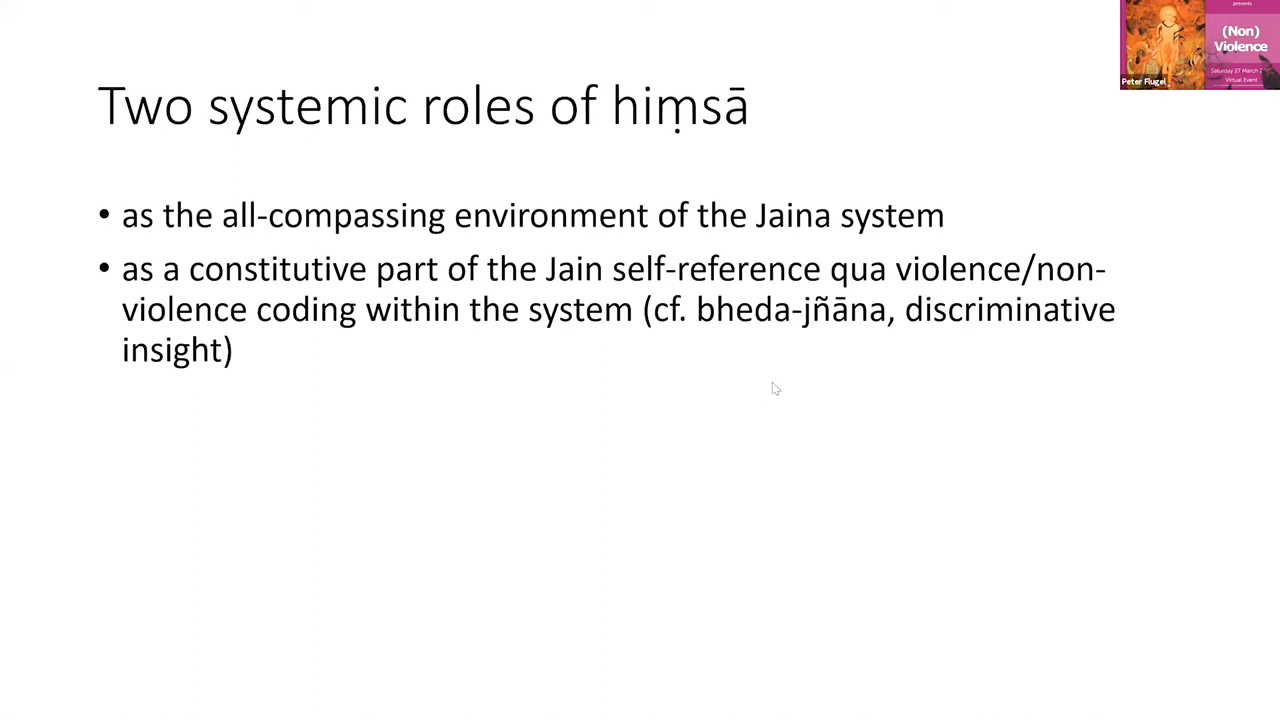 presents
(Non)
Violence
Saturday 27 March 2
Virtual Event
Peter Flugel
Two systemic roles of hiṃsā
• as the all-compassing environment of the Jaina system
• as a constitutive part of the Jain self-reference qua violence/non-
violence coding within the system (cf. bheda-jñāna, discriminative
insight)